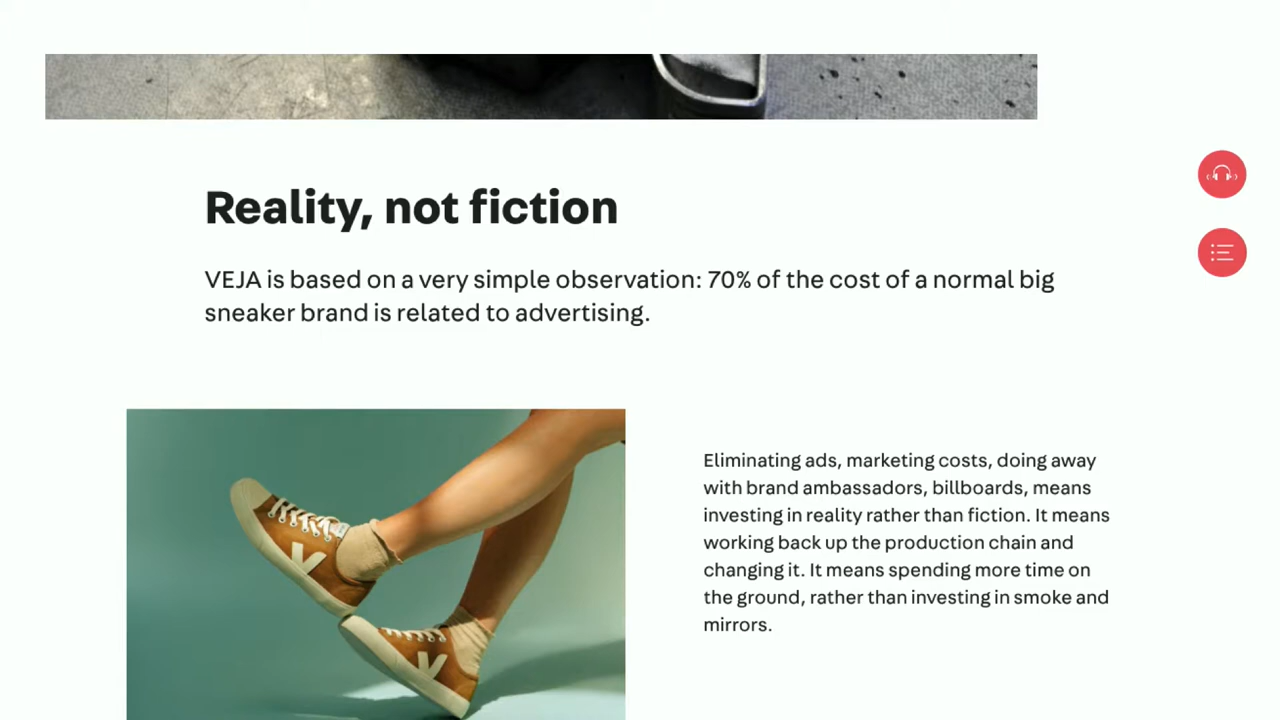 Reality, not fiction
VEJA is based on a very simple observation: 70% of the cost of a normal big
sneaker brand is related to advertising.
Eliminating ads, marketing costs, doing away
with brand ambassadors, billboards, means
investing in reality rather than fiction. It means
working back up the production chain and
changing it. It means spending more time on
the ground, rather than investing in smoke and
mirrors.